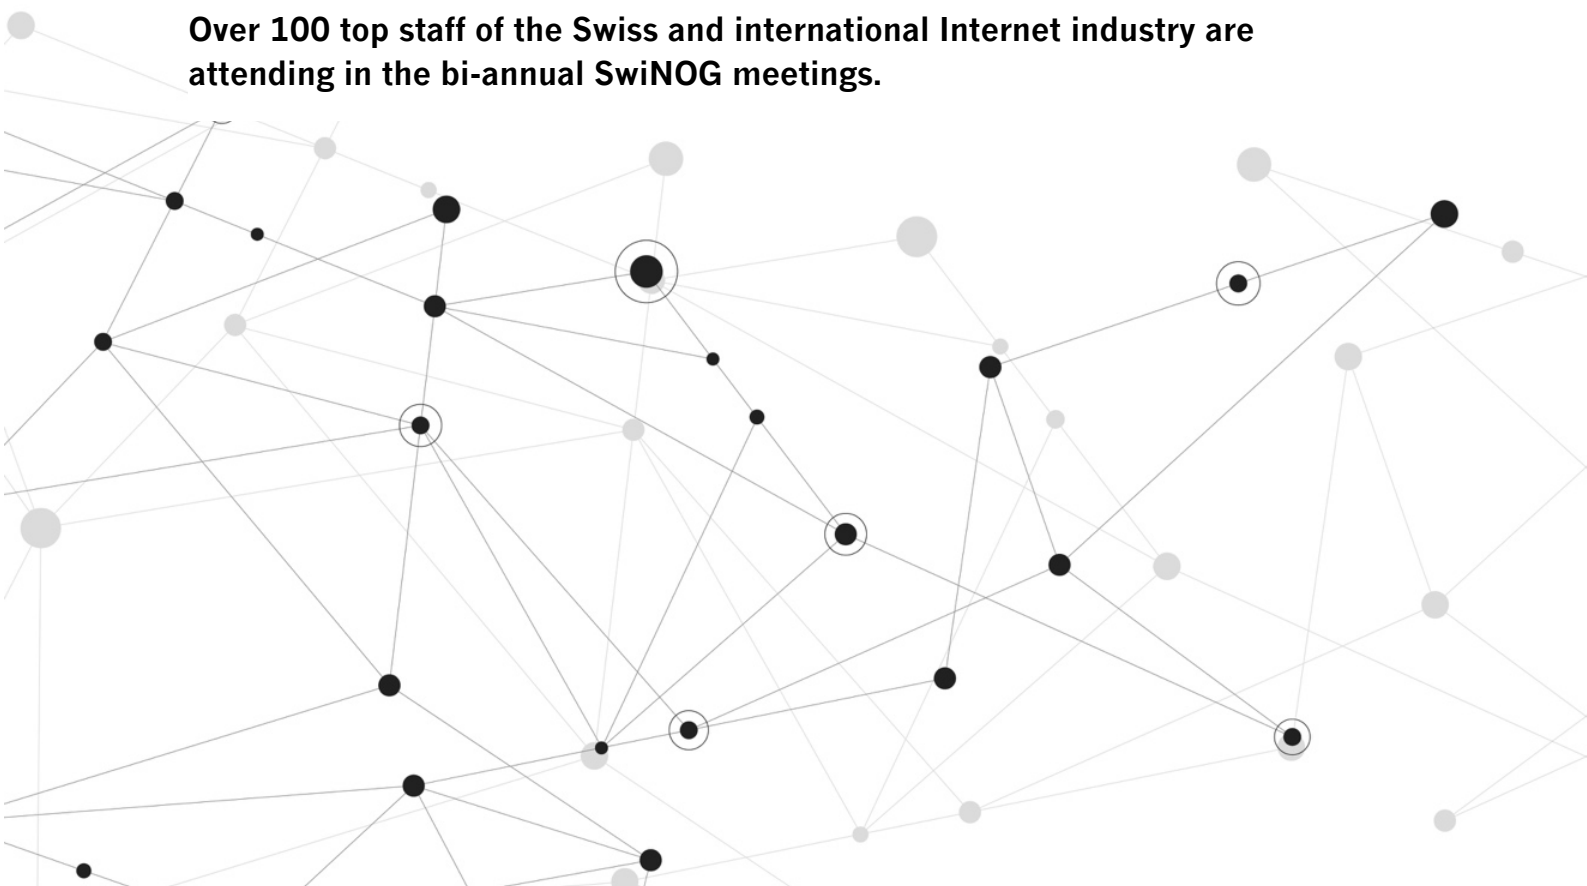 Over 100 top staff of the Swiss and international Internet industry are
attending in the bi-annual SwiNOG meetings.